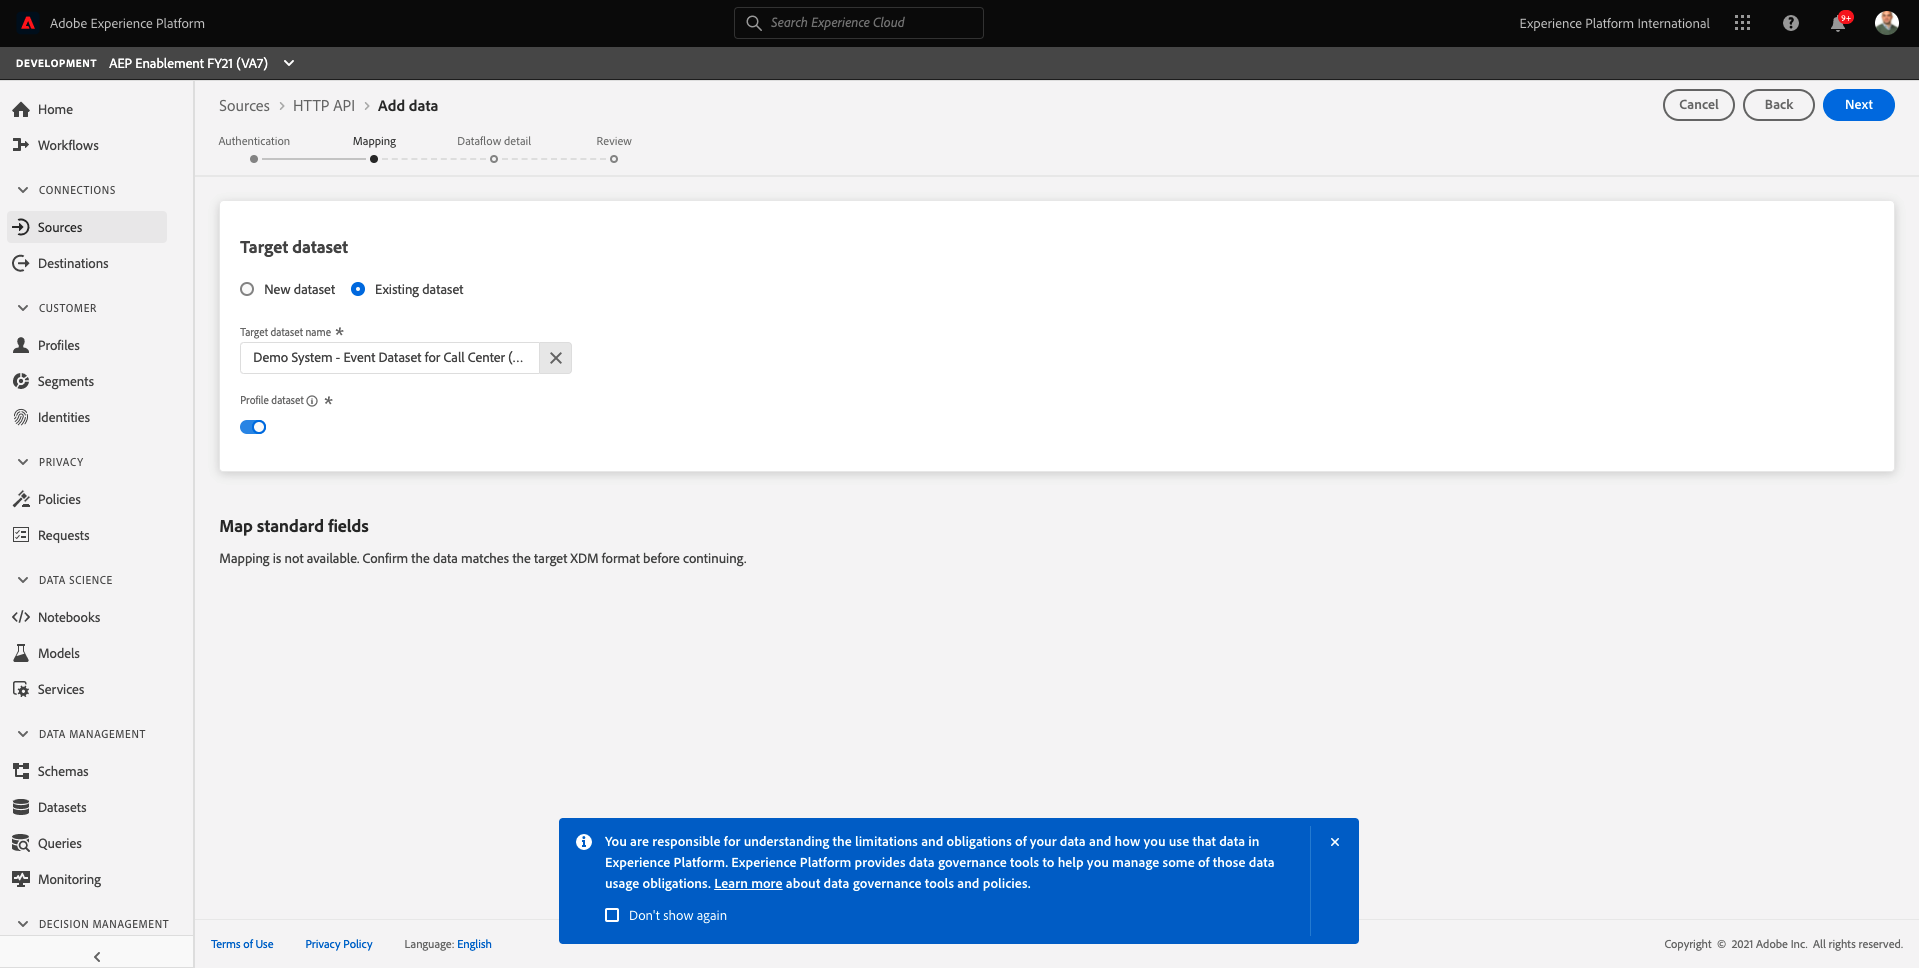 Adobe Experience Platform
Search Experience Cloud
Experience Platform International
9+
DEVELOPMENT AEP Enablement FY21 (VA7)
Home
Workflows
CONNECTIONS
Sources
Destinations
CUSTOMER
Profiles
Segments
Identities
PRIVACY
Policies
Requests
DATA SCIENCE
Notebooks
Models
Services
DATA MANAGEMENT
Schemas
Datasets
Queries
Monitoring
DECISION MANAGEMENT
Sources > HTTP API > Add data
Cancel
Back
Next
Authentication
Mapping
Dataflow detail
Review
Target dataset
New dataset
Existing dataset
Target dataset name *
Demo System - Event Dataset for Call Center (...
Profile dataset *
Map standard fields
Mapping is not available. Confirm the data matches the target XDM format before continuing.
You are responsible for understanding the limitations and obligations of your data and how you use that data in
Experience Platform. Experience Platform provides data governance tools to help you manage some of those data
usage obligations. Learn more about data governance tools and policies.
Don't show again
Terms of Use
Privacy Policy
Language: English
Copyright © 2021 Adobe Inc. All rights reserved.